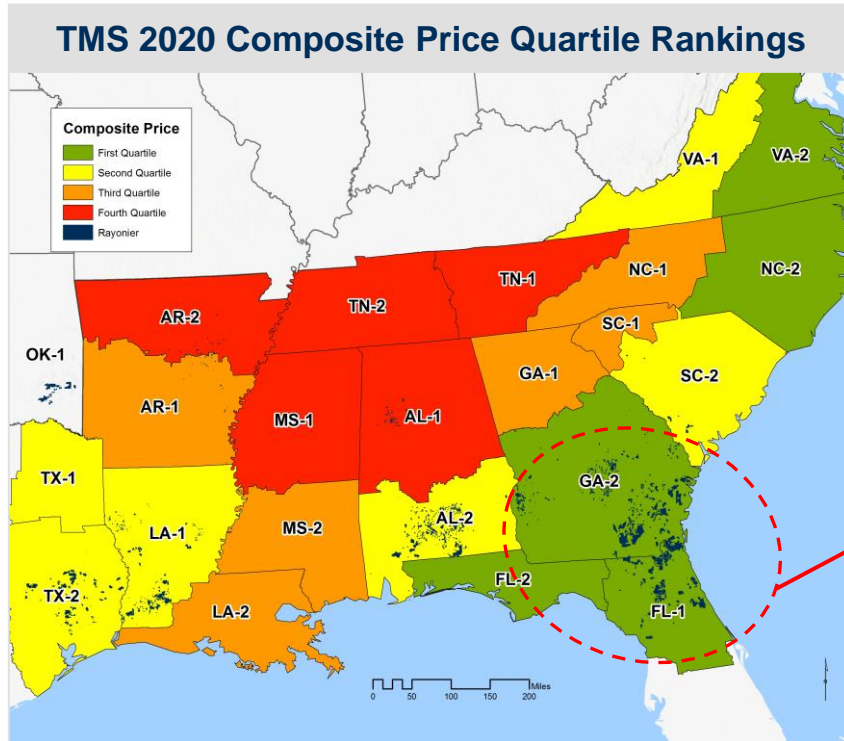 TMS 2020 Composite Price Quartile Rankings
Composite Price
First Quartile
Second Quartile
Third Quartile
Fourth Quartile
Rayonier
VA-1
VA-2
NC-1
NC-2
TN-1
TN-2
AR-2
SC-1
OK-1
GA-1
SC-2
AR-1
MS-1
AL-1
TX-1
GA-2
LA-1
MS-2
AL-2
TX-2
FL-2
LA-2
FL-1
Miles
0 50 100 150 200